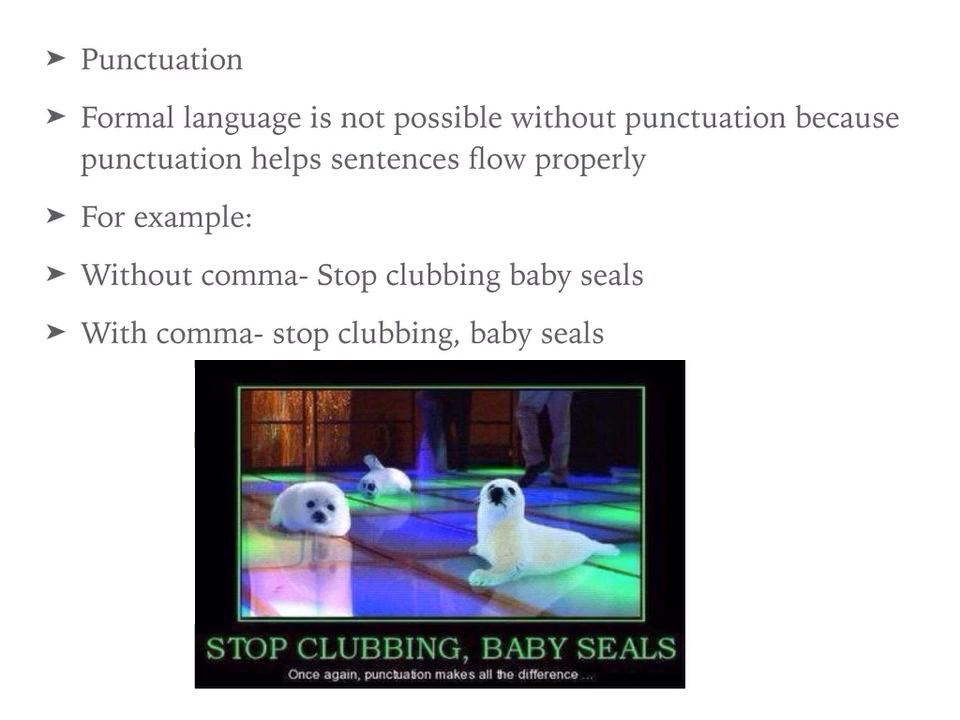 ➤ Punctuation
➤ Formal language is not possible without punctuation because
punctuation helps sentences flow properly
➤ For example:
➤ Without comma- Stop clubbing baby seals
➤ With comma- stop clubbing, baby seals
STOP CLUBBING, BABY SEALS
Once again, punctuation makes all the difference ...